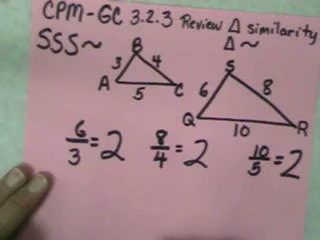 CPM-GC 3.2.3 Review Δ similarity
SSS~ Δ~
B
3 4
A 5 C
S
6 8
Q 10 R
6/3 = 2 8/4 = 2 10/5 = 2